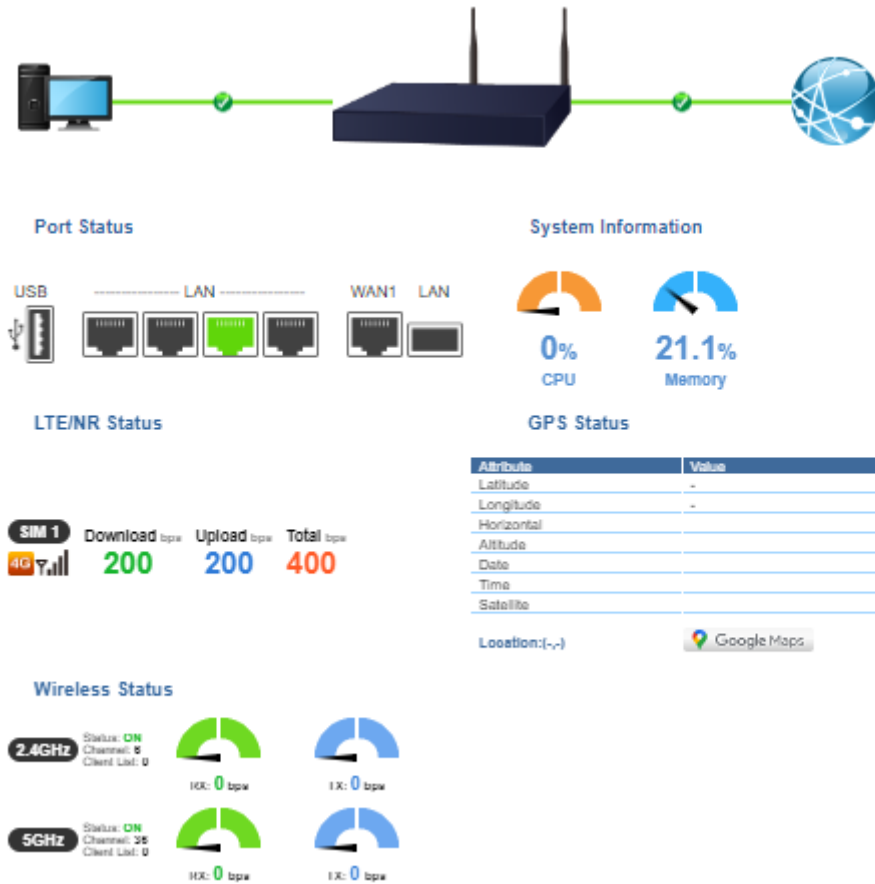 Port Status
System Information
USB
---------------- LAN ----------------
WAN1
LAN
0%
CPU
21.1%
Memory
LTE/NR Status
GPS Status
Attribute Value
Latitude -
Longitude -
Horizontal
Altitude
Date
Time
Satellite
SIM 1
4G
Download bps Upload bps Total bps
200 200 400
Location:(-,-)
Google Maps
Wireless Status
2.4GHz
Status: ON
Channel: 6
Client List: 0
RX: 0 bps
TX: 0 bps
5GHz
Status: ON
Channel: 36
Client List: 0
RX: 0 bps
TX: 0 bps